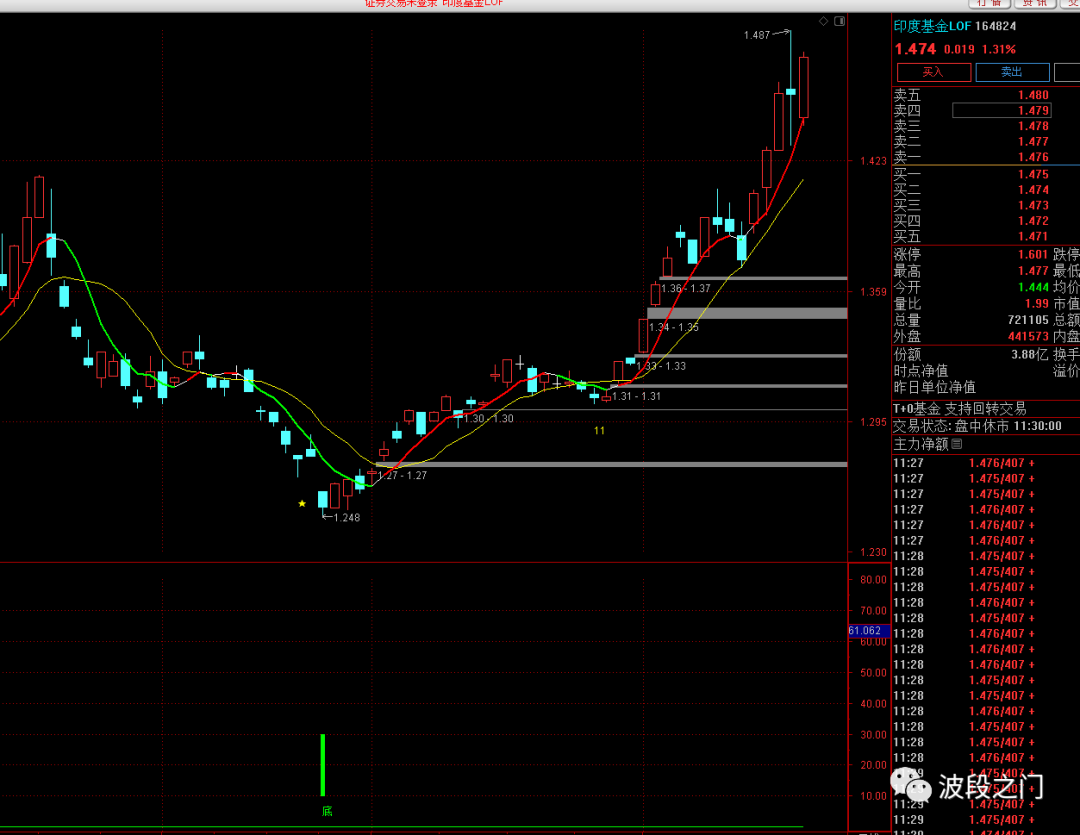 证券交易未登录 印度基金LOF
行情
资讯
1.487
1.423
1.359
1.295
1.230
1.36 - 1.37
1.34 - 1.35
1.33 - 1.33
1.31 - 1.31
1.30 - 1.30
11
1.27 - 1.27
1.248
80.00
70.00
61.062
60.00
50.00
40.00
30.00
20.00
10.00
底
印度基金LOF 164824
1.474 0.019 1.31%
买入 卖出
卖五 1.480
卖四 1.479
卖三 1.478
卖二 1.477
卖一 1.476
买一 1.475
买二 1.474
买三 1.473
买四 1.472
买五 1.471
涨停 1.601 跌停
最高 1.477 最低
今开 1.444 均价
量比 1.99 市值
总量 721105 总额
外盘 441573 内盘
份额 3.88亿 换手
时点净值 溢价
昨日单位净值
T+0基金 支持回转交易
交易状态: 盘中休市 11:30:00
主力净额
11:27 1.476/407 +
11:27 1.475/407 +
11:27 1.475/407 +
11:27 1.476/407 +
11:27 1.476/407 +
11:27 1.476/407 +
11:28 1.475/407 +
11:28 1.475/407 +
11:28 1.475/407 +
11:28 1.476/407 +
11:28 1.475/407 +
11:28 1.476/407 +
11:28 1.476/407 +
11:28 1.476/407 +
11:28 1.475/407 +
11:28 1.475/407 +
11:28 1.476/407 +
11:28 1.475/407 +
11:28 1.475/407 +
11:28 1.476/407 +
波段之门
11:29 1.475/407 +
11:29 1.475/407 +